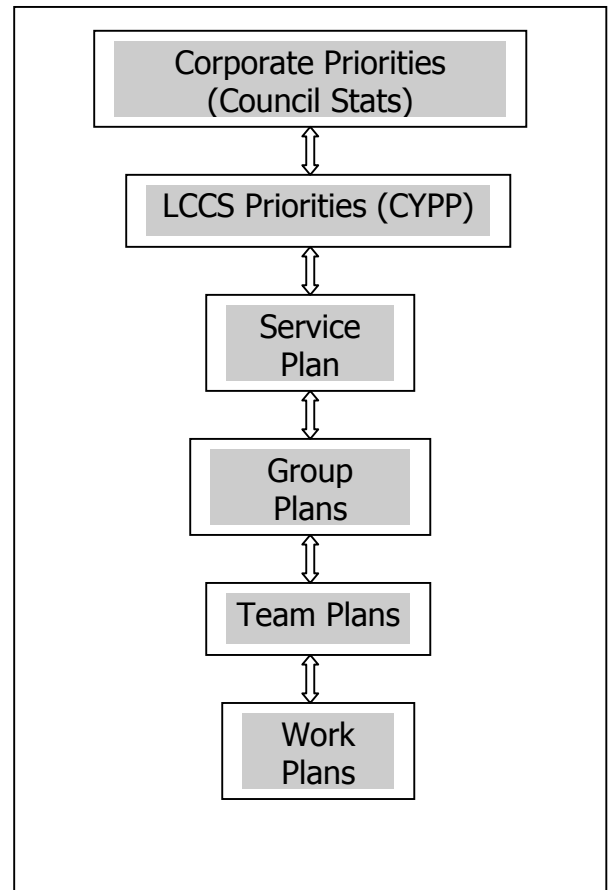 Corporate Priorities
(Council Stats)
LCCS Priorities (CYPP)
Service
Plan
Group
Plans
Team Plans
Work
Plans